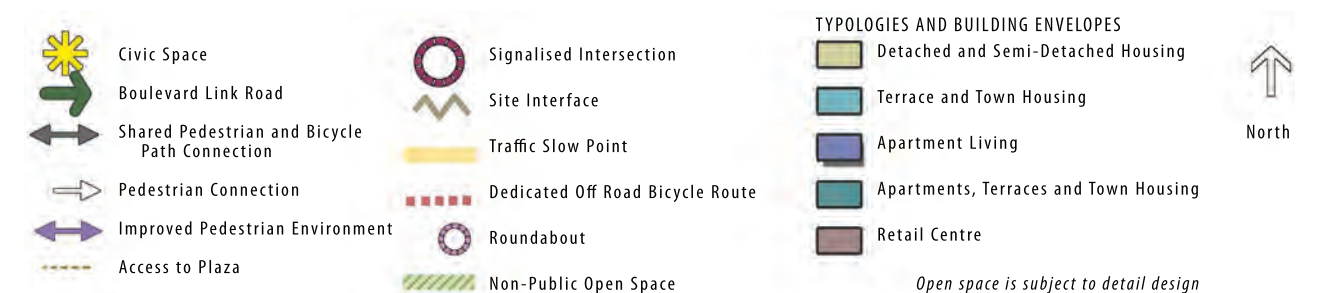 Civic Space
Boulevard Link Road
Shared Pedestrian and Bicycle
Path Connection
Pedestrian Connection
Improved Pedestrian Environment
Access to Plaza
Signalised Intersection
Site Interface
Traffic Slow Point
Dedicated Off Road Bicycle Route
Roundabout
Non-Public Open Space
TYPOLOGIES AND BUILDING ENVELOPES
Detached and Semi-Detached Housing
Terrace and Town Housing
Apartment Living
Apartments, Terraces and Town Housing
Retail Centre
Open space is subject to detail design
North